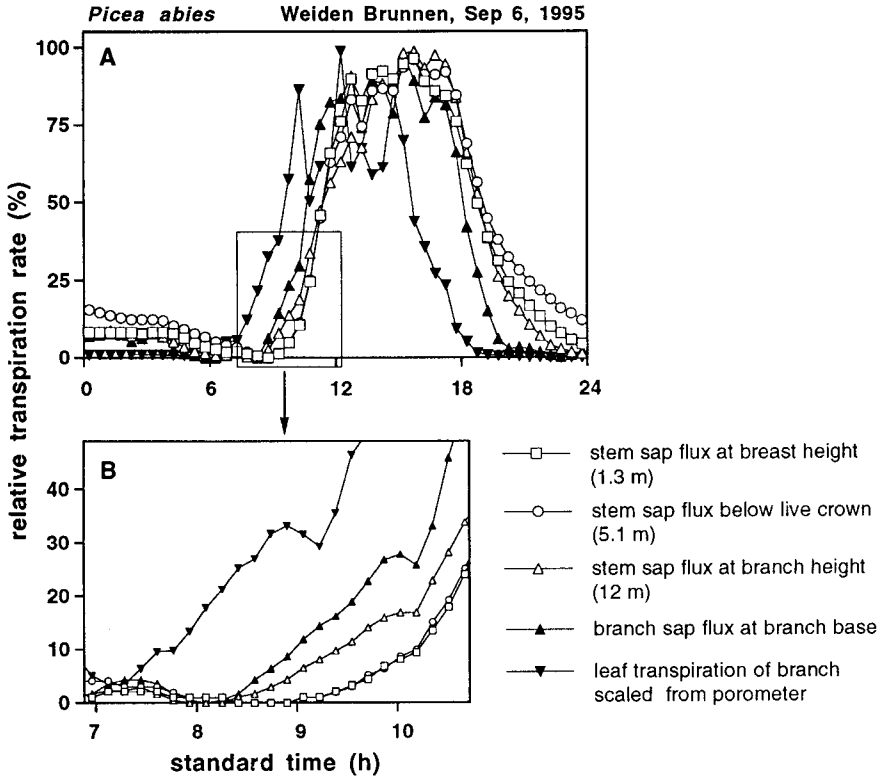 Picea abies Weiden Brunnen, Sep 6, 1995
A
100
75
50
25
0
0 6 12 18 24
relative transpiration rate (%)
B
40
30
20
10
0
7 8 9 10
standard time (h)
stem sap flux at breast height
(1.3 m)
stem sap flux below live crown
(5.1 m)
stem sap flux at branch height
(12 m)
branch sap flux at branch base
leaf transpiration of branch
scaled from porometer